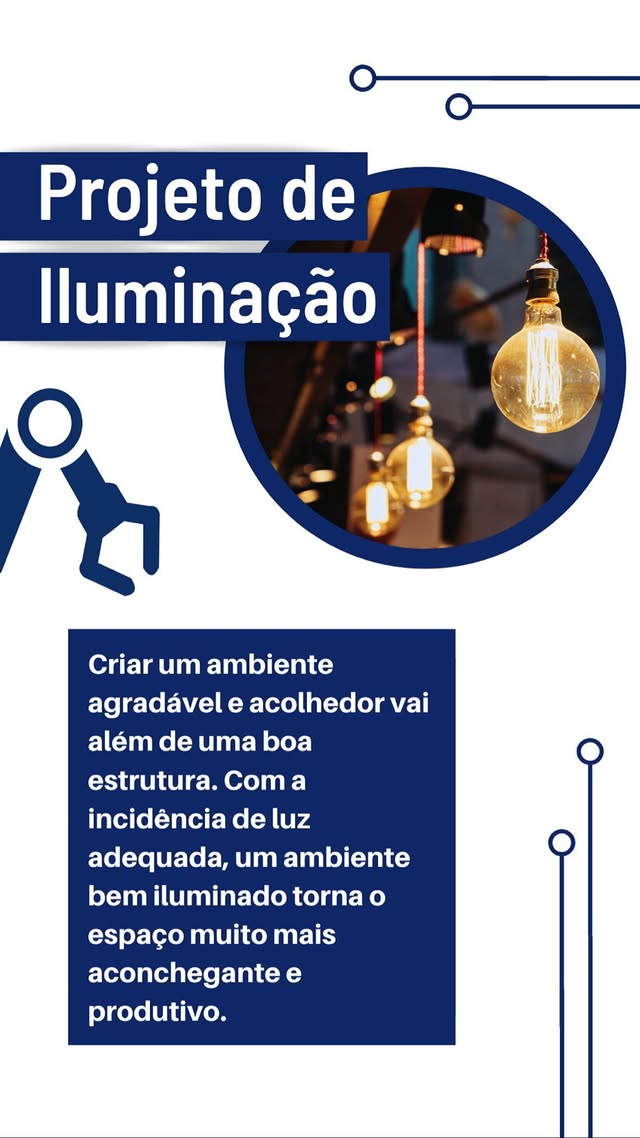 Projeto de
Iluminação
Criar um ambiente
agradável e acolhedor vai
além de uma boa
estrutura. Com a
incidência de luz
adequada, um ambiente
bem iluminado torna o
espaço muito mais
aconchegante e
produtivo.